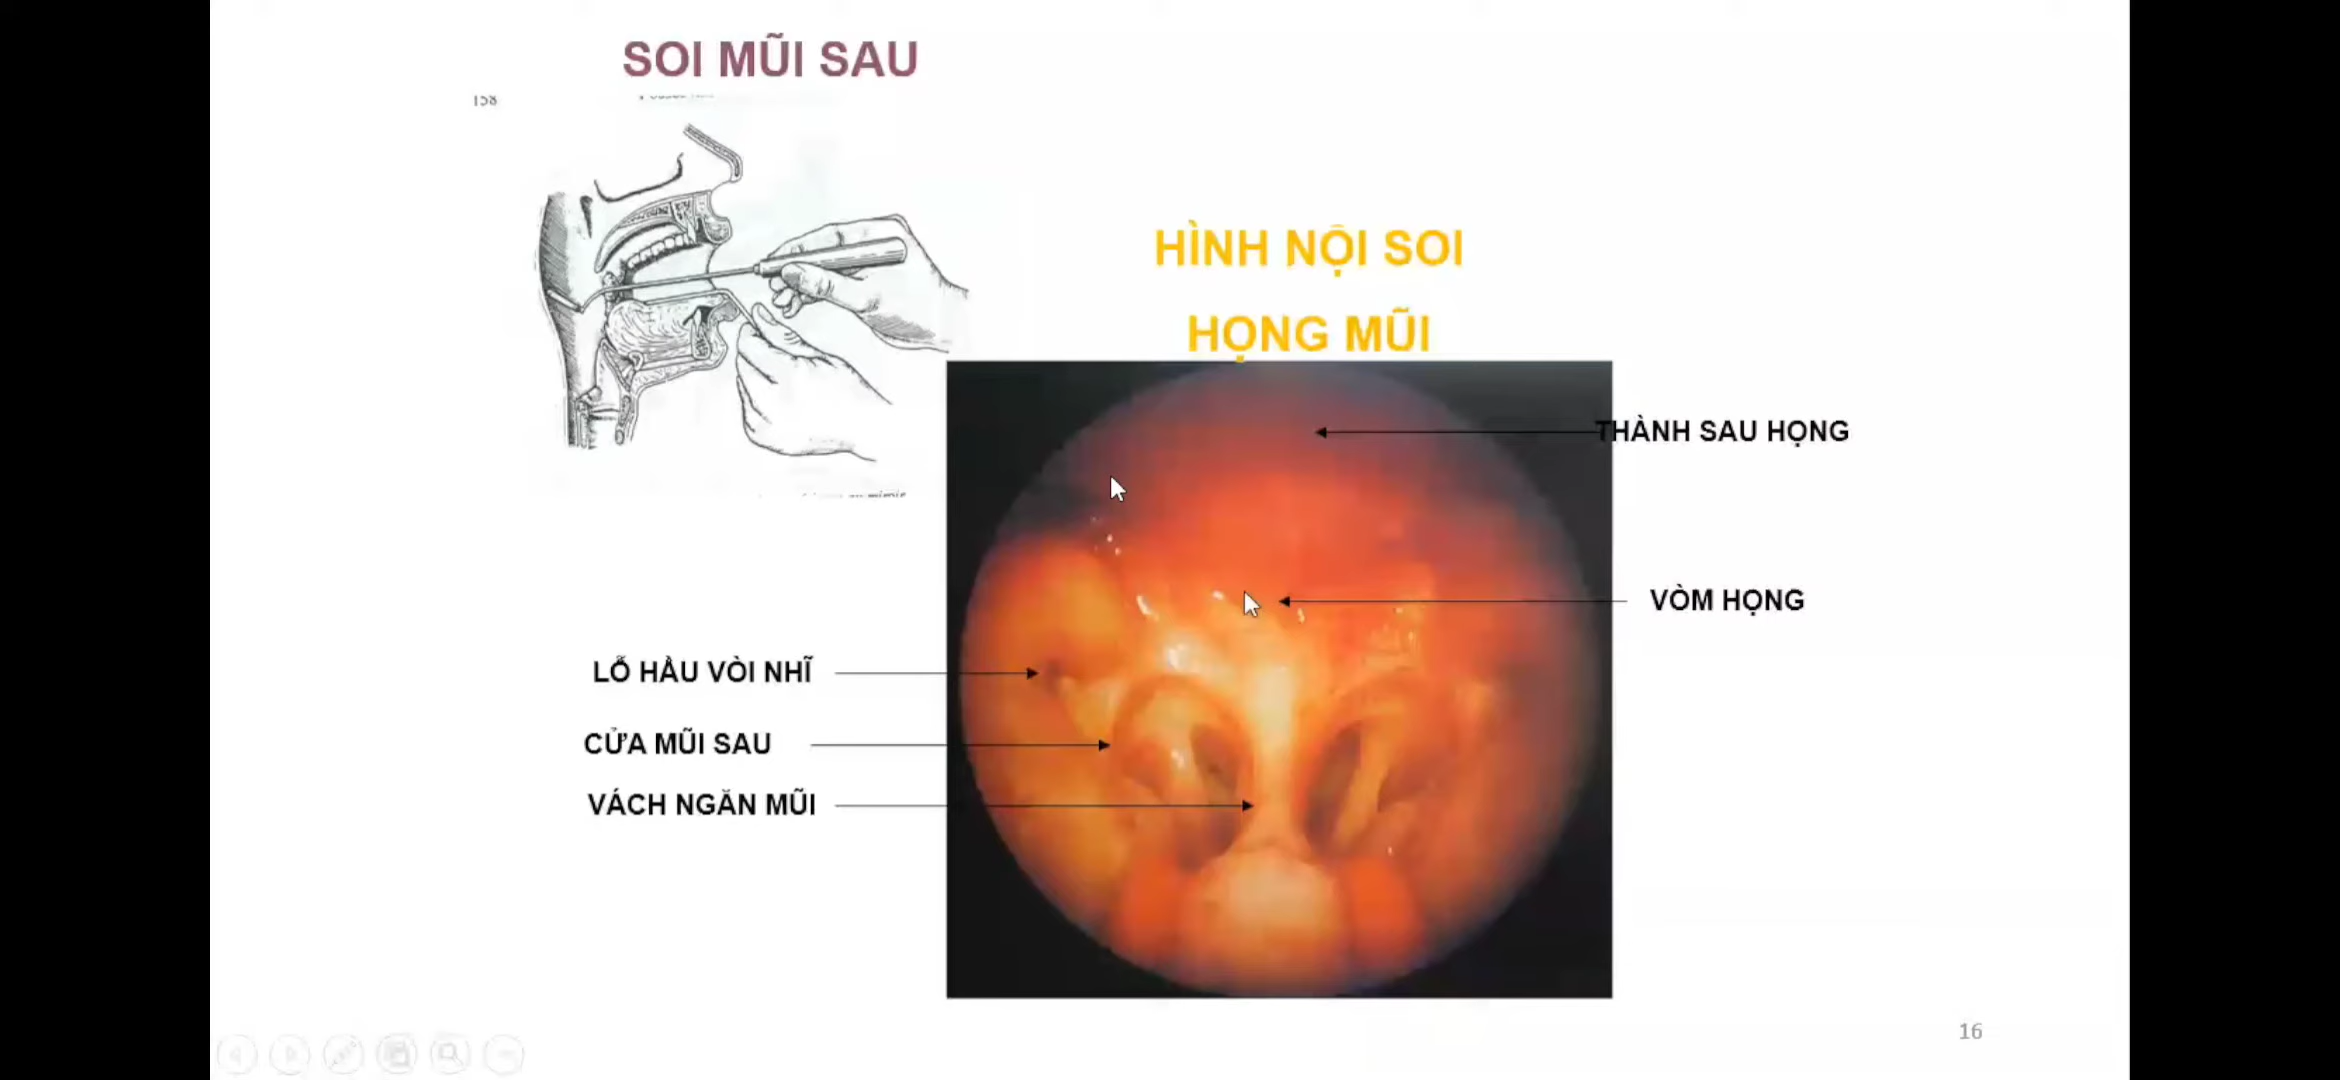 SOI MŨI SAU
158
HÌNH NỘI SOI
HỌNG MŨI
THÀNH SAU HỌNG
VÒM HỌNG
LỖ HẦU VÒI NHĨ
CỬA MŨI SAU
VÁCH NGĂN MŨI
16